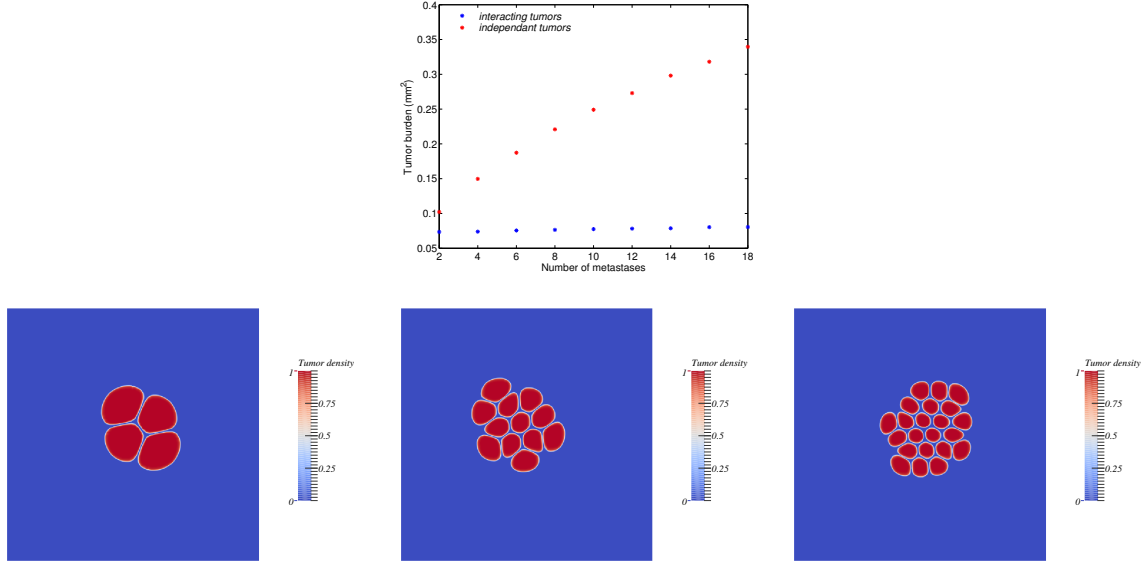 0.4
interacting tumors
independant tumors
0.35
0.3
0.25
0.2
0.15
0.1
0.05
Tumor burden (mm²)
2 4 6 8 10 12 14 16 18
Number of metastases
Tumor density
1
0.75
0.5
0.25
0
Tumor density
1
0.75
0.5
0.25
0
Tumor density
1
0.75
0.5
0.25
0